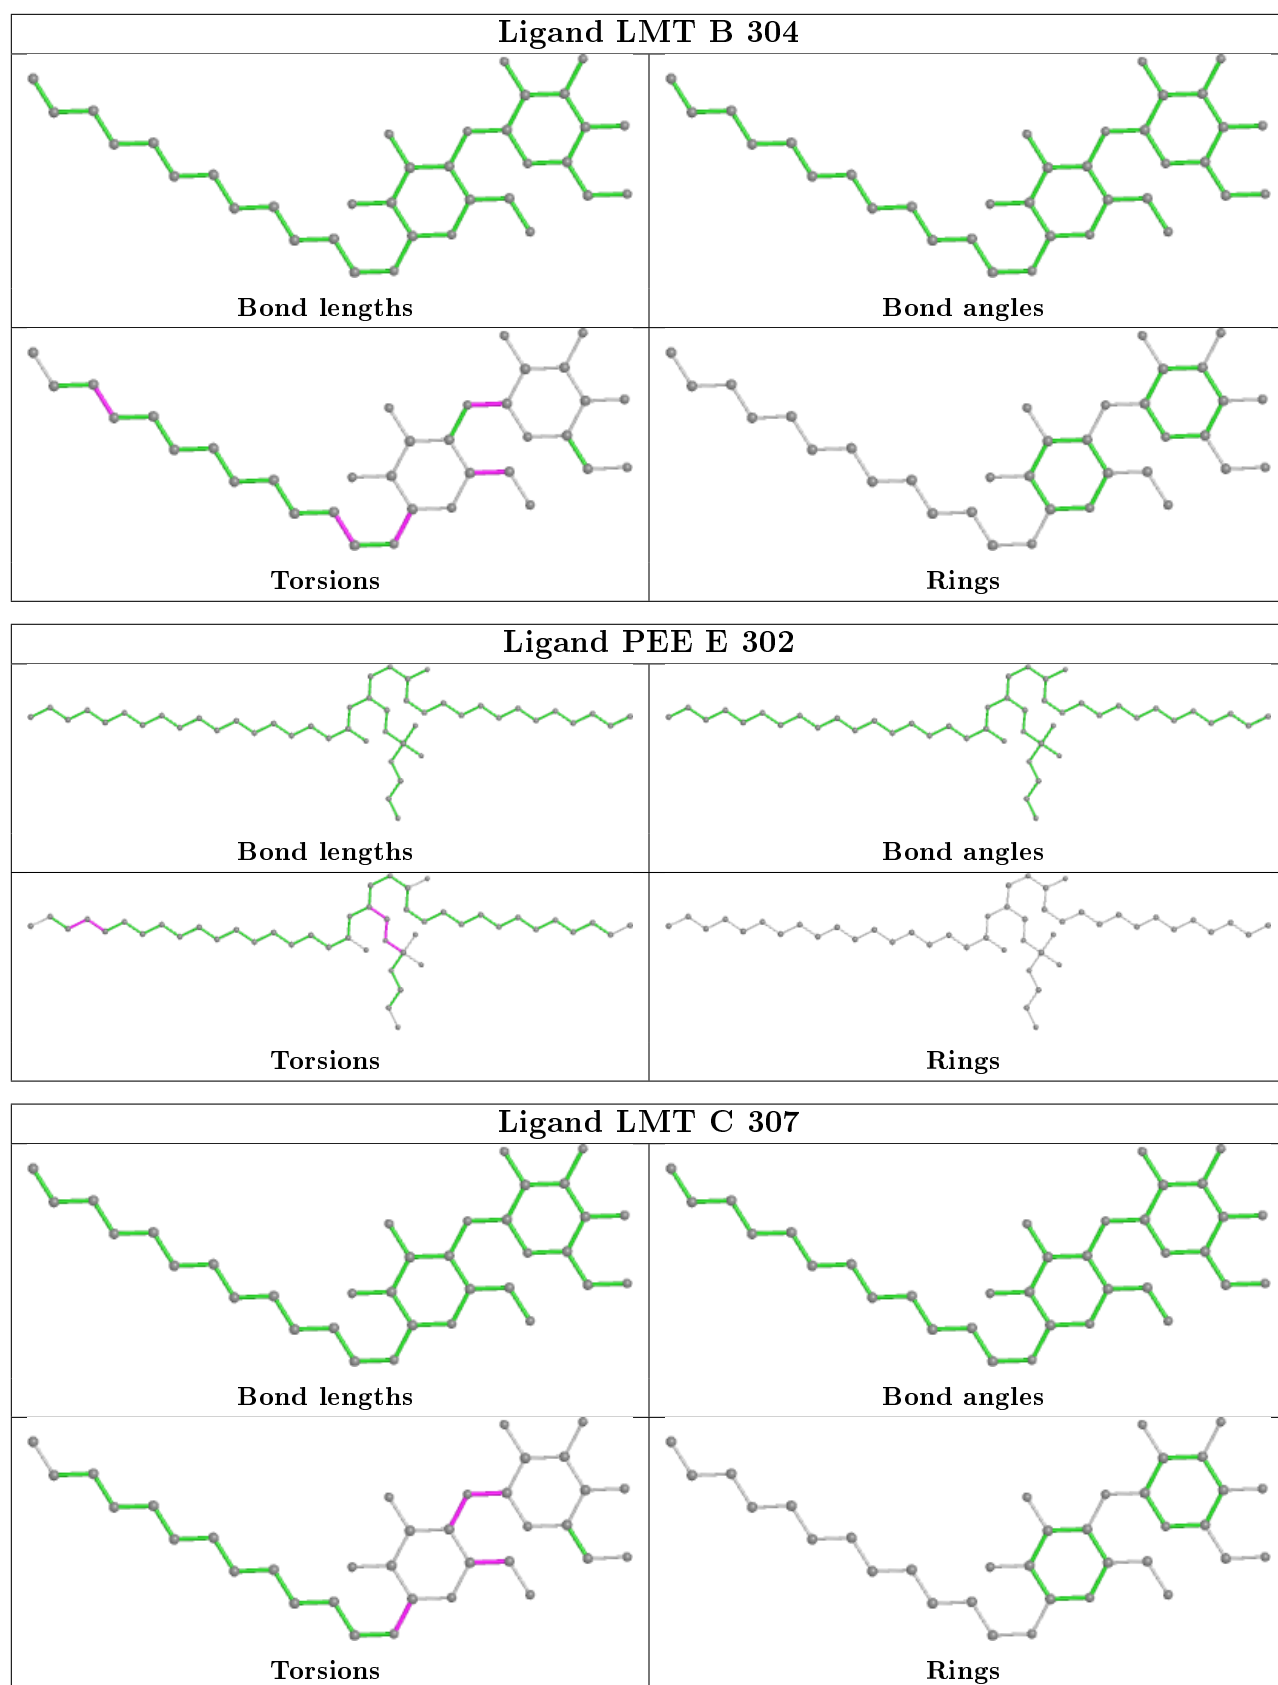 Ligand LMT B 304
Bond lengths
Bond angles
Torsions
Rings
Ligand PEE E 302
Bond lengths
Bond angles
Torsions
Rings
Ligand LMT C 307
Bond lengths
Bond angles
Torsions
Rings